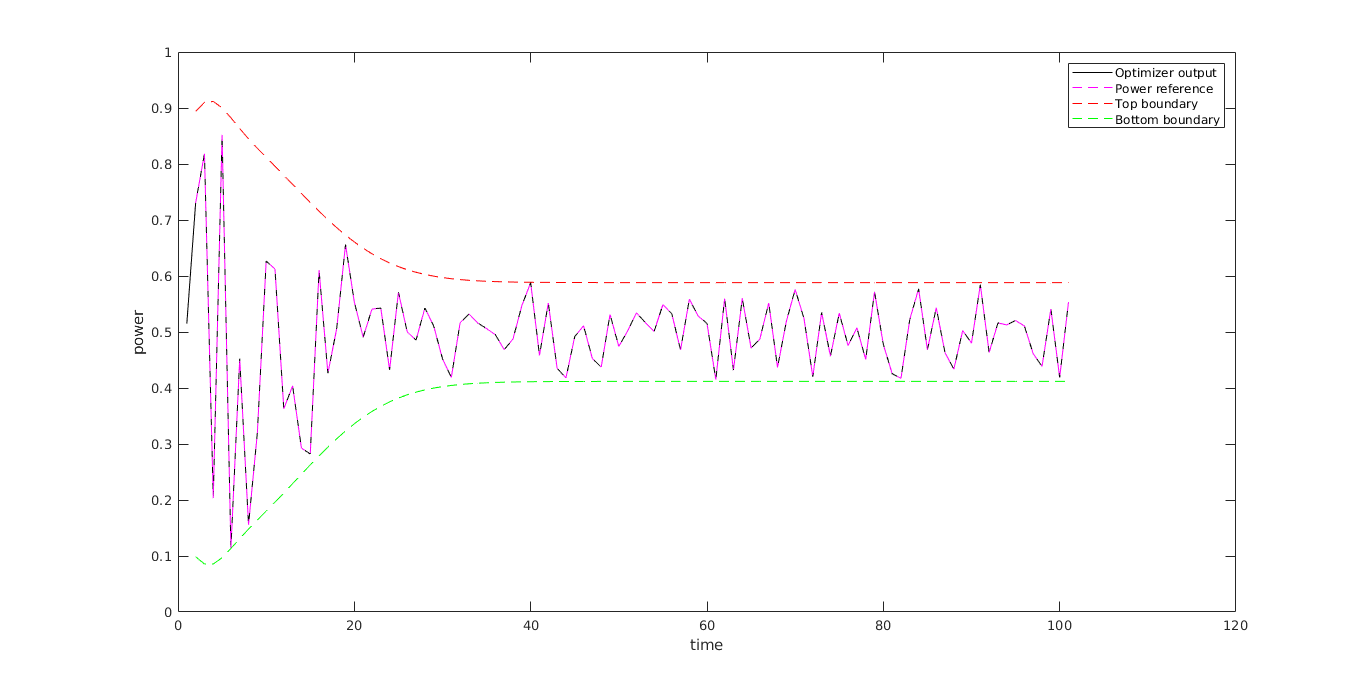 Optimizer output
Power reference
Top boundary
Bottom boundary
1
0.9
0.8
0.7
0.6
0.5
0.4
0.3
0.2
0.1
0
power
0 20 40 60 80 100 120
time